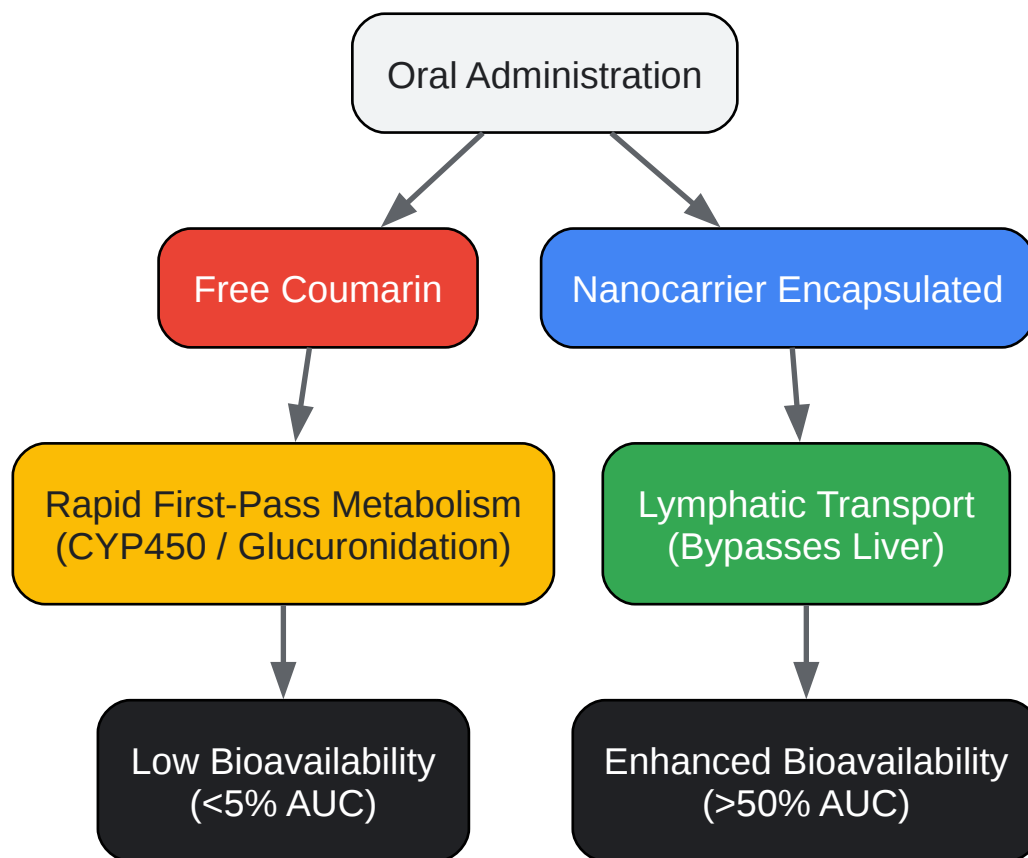 Oral Administration
Free Coumarin
Nanocarrier Encapsulated
Rapid First-Pass Metabolism
(CYP450 / Glucuronidation)
Lymphatic Transport
(Bypasses Liver)
Low Bioavailability
(<5% AUC)
Enhanced Bioavailability
(>50% AUC)